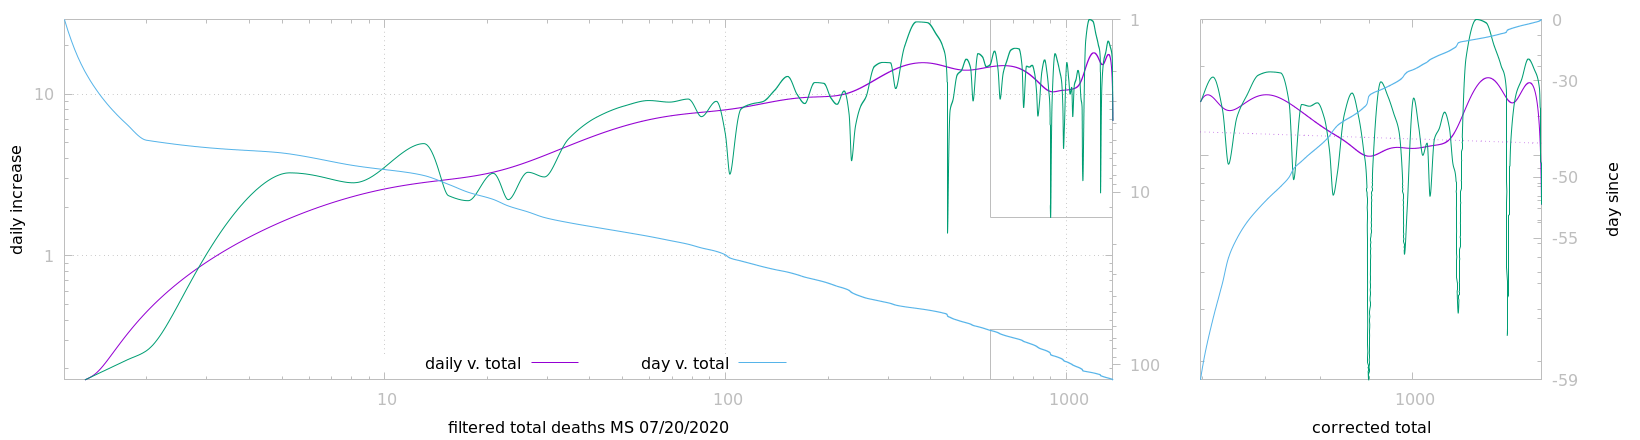 daily increase
10
1
10
100
1000
1
10
100
daily v. total
day v. total
filtered total deaths MS 07/20/2020
1000
corrected total
0
-30
-50
-55
-59
day since